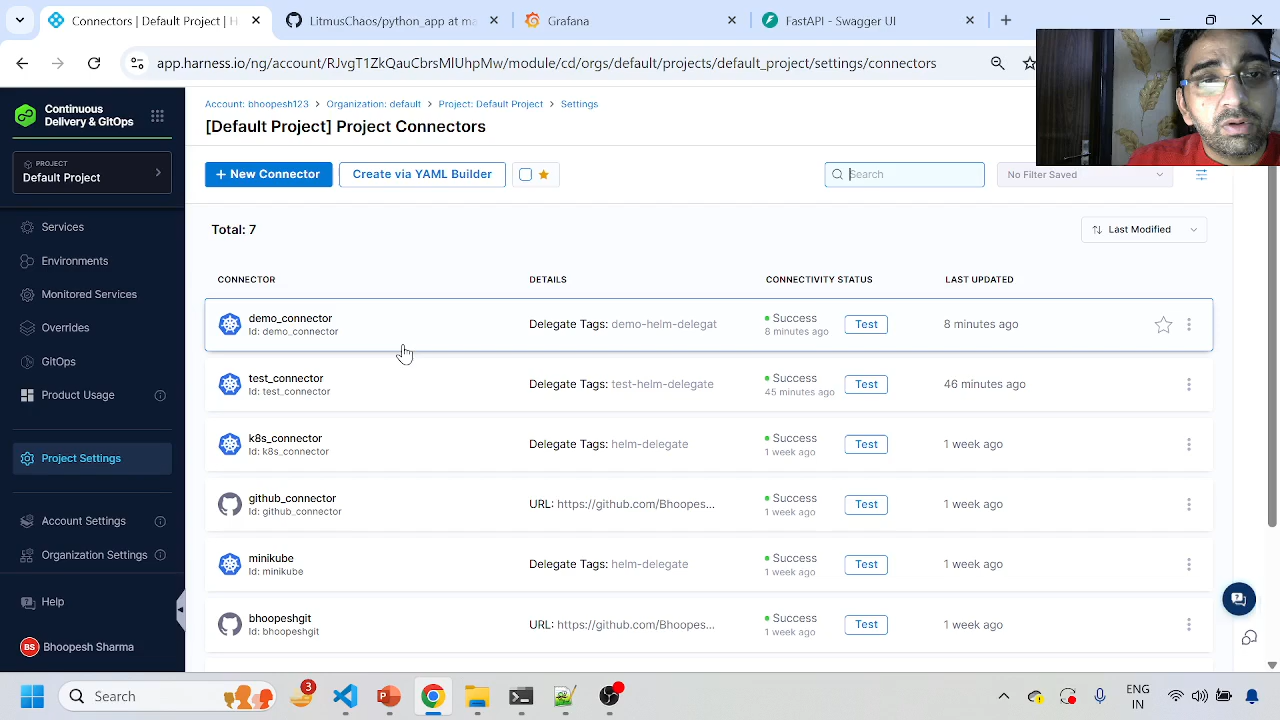 Connectors | Default Project | H
LitmusChaos/python_app at ma
Grafana
FastAPI - Swagger UI
app.harness.io/ng/account/RJvgT1ZkQauCbrsMlUhpMw/module/cd/orgs/default/projects/default_project/settings/connectors
Continuous
Delivery & GitOps
PROJECT
Default Project
Services
Environments
Monitored Services
Overrides
GitOps
Product Usage
Project Settings
Account Settings
Organization Settings
Help
BS
Bhoopesh Sharma
Account: bhoopesh123 > Organization: default > Project: Default Project > Settings
[Default Project] Project Connectors
+ New Connector
Create via YAML Builder
Search
No Filter Saved
Total: 7
Last Modified
CONNECTOR DETAILS CONNECTIVITY STATUS LAST UPDATED
demo_connector
Id: demo_connector
Delegate Tags: demo-helm-delegat
Success
8 minutes ago
Test
8 minutes ago
test_connector
Id: test_connector
Delegate Tags: test-helm-delegate
Success
45 minutes ago
Test
46 minutes ago
k8s_connector
Id: k8s_connector
Delegate Tags: helm-delegate
Success
1 week ago
Test
1 week ago
github_connector
Id: github_connector
URL: https://github.com/Bhoopes...
Success
1 week ago
Test
1 week ago
minikube
Id: minikube
Delegate Tags: helm-delegate
Success
1 week ago
Test
1 week ago
bhoopeshgit
Id: bhoopeshgit
URL: https://github.com/Bhoopes...
Success
1 week ago
Test
1 week ago
Search
3
ENG
IN